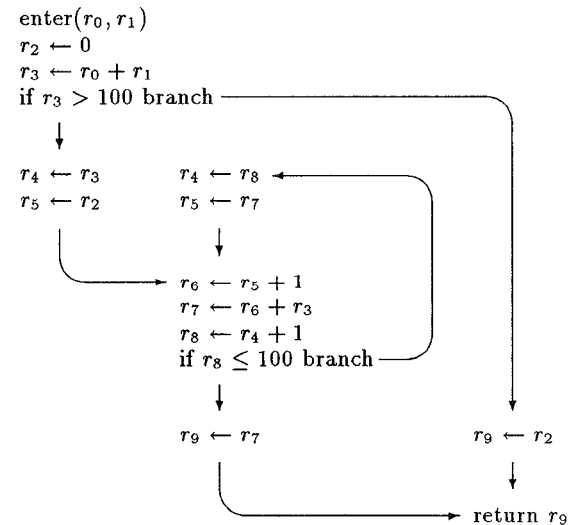 enter(r₀, r₁)
r₂ ← 0
r₃ ← r₀ + r₁
if r₃ > 100 branch
r₄ ← r₃
r₅ ← r₂
r₄ ← r₈
r₅ ← r₇
r₆ ← r₅ + 1
r₇ ← r₆ + r₃
r₈ ← r₄ + 1
if r₈ ≤ 100 branch
r₉ ← r₇
r₉ ← r₂
return r₉